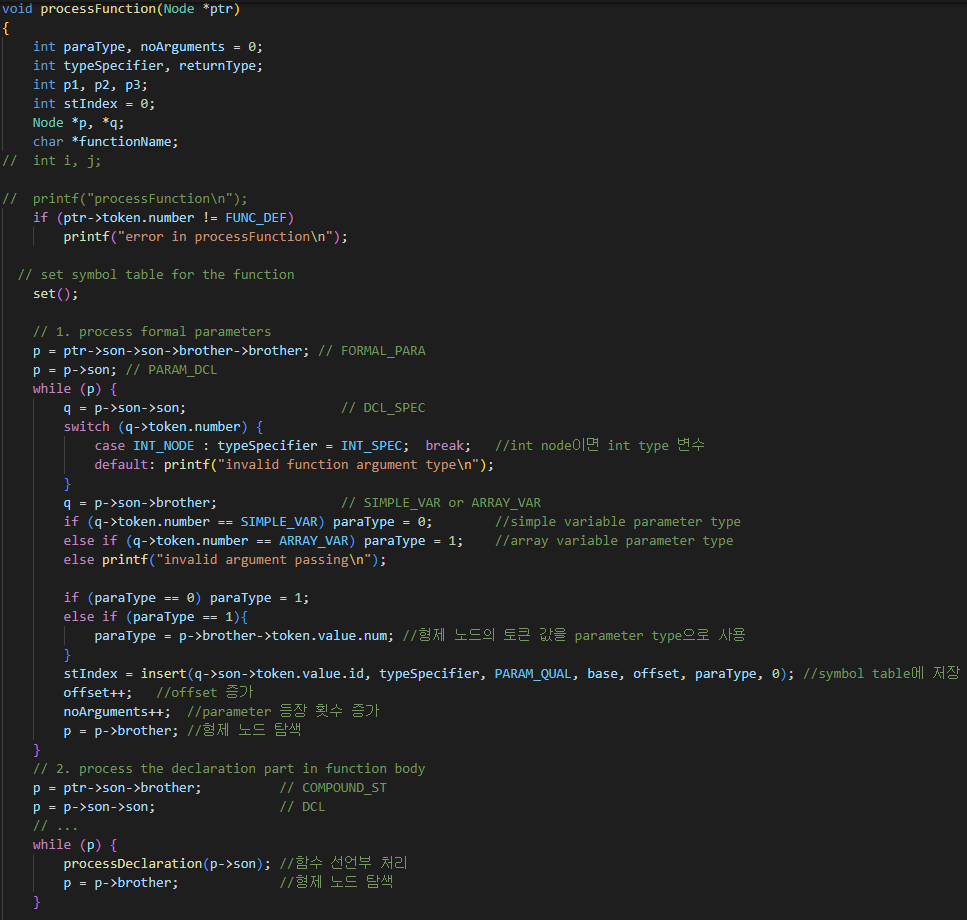 void processFunction(Node *ptr)
{
    int paraType, noArguments = 0;
    int typeSpecifier, returnType;
    int p1, p2, p3;
    int stIndex = 0;
    Node *p, *q;
    char *functionName;
//  int i, j;

//  printf("processFunction\n");
    if (ptr->token.number != FUNC_DEF)
        printf("error in processFunction\n");

  // set symbol table for the function
    set();

    // 1. process formal parameters
    p = ptr->son->son->brother->brother; // FORMAL_PARA
    p = p->son; // PARAM_DCL
    while (p) {
        q = p->son->son;                    // DCL_SPEC
        switch (q->token.number) {
            case INT_NODE : typeSpecifier = INT_SPEC;  break;   //int node이면 int type 변수
            default: printf("invalid function argument type\n");
        }
        q = p->son->brother;                // SIMPLE_VAR or ARRAY_VAR
        if (q->token.number == SIMPLE_VAR) paraType = 0;        //simple variable parameter type
        else if (q->token.number == ARRAY_VAR) paraType = 1;    //array variable parameter type
        else printf("invalid argument passing\n");

        if (paraType == 0) paraType = 1;
        else if (paraType == 1){
            paraType = p->brother->token.value.num; //형제 노드의 토큰 값을 parameter type으로 사용
        }
        stIndex = insert(q->son->token.value.id, typeSpecifier, PARAM_QUAL, base, offset, paraType, 0); //symbol table에 저장
        offset++;   //offset 증가
        noArguments++;  //parameter 등장 횟수 증가
        p = p->brother; //형제 노드 탐색
    }
    // 2. process the declaration part in function body
    p = ptr->son->brother;          // COMPOUND_ST
    p = p->son->son;                // DCL
    // ...
    while (p) {
        processDeclaration(p->son); //함수 선언부 처리
        p = p->brother;             //형제 노드 탐색
    }